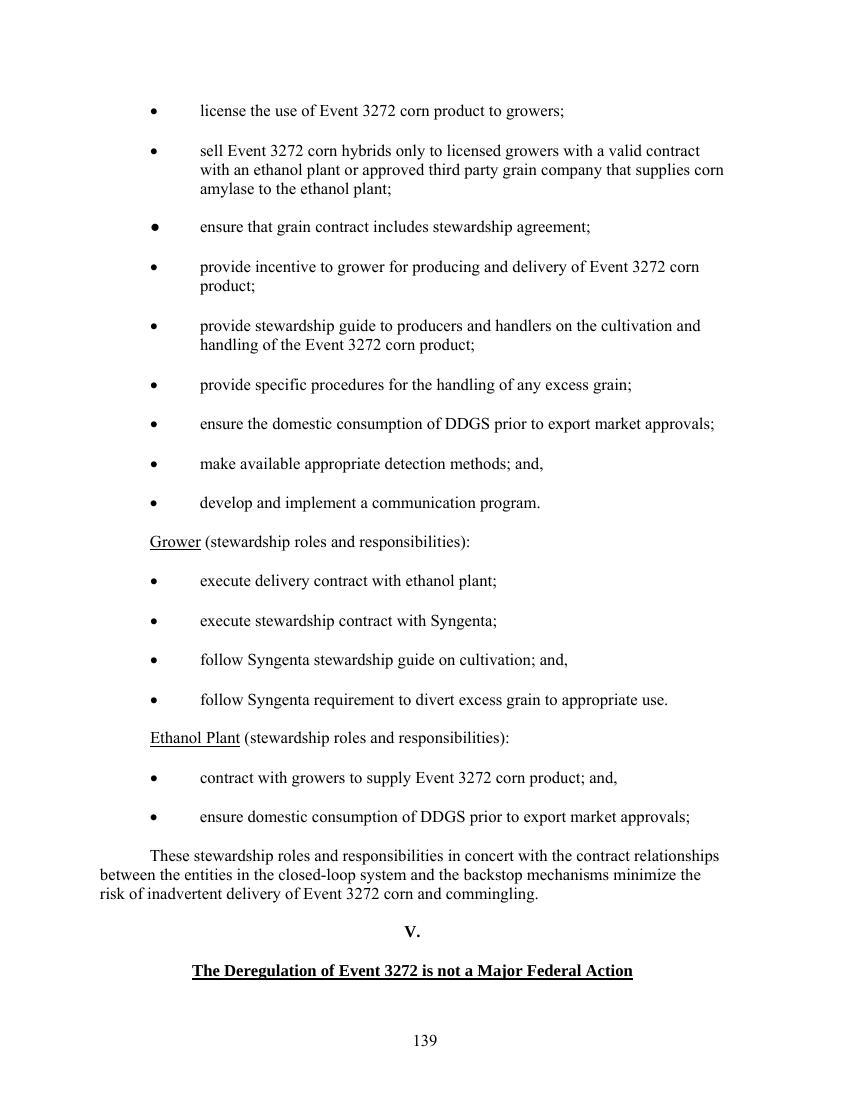 • license the use of Event 3272 corn product to growers;
• sell Event 3272 corn hybrids only to licensed growers with a valid contract
with an ethanol plant or approved third party grain company that supplies corn
amylase to the ethanol plant;
• ensure that grain contract includes stewardship agreement;
• provide incentive to grower for producing and delivery of Event 3272 corn
product;
• provide stewardship guide to producers and handlers on the cultivation and
handling of the Event 3272 corn product;
• provide specific procedures for the handling of any excess grain;
• ensure the domestic consumption of DDGS prior to export market approvals;
• make available appropriate detection methods; and,
• develop and implement a communication program.
Grower (stewardship roles and responsibilities):
• execute delivery contract with ethanol plant;
• execute stewardship contract with Syngenta;
• follow Syngenta stewardship guide on cultivation; and,
• follow Syngenta requirement to divert excess grain to appropriate use.
Ethanol Plant (stewardship roles and responsibilities):
• contract with growers to supply Event 3272 corn product; and,
• ensure domestic consumption of DDGS prior to export market approvals;
These stewardship roles and responsibilities in concert with the contract relationships
between the entities in the closed-loop system and the backstop mechanisms minimize the
risk of inadvertent delivery of Event 3272 corn and commingling.
V.
The Deregulation of Event 3272 is not a Major Federal Action
139